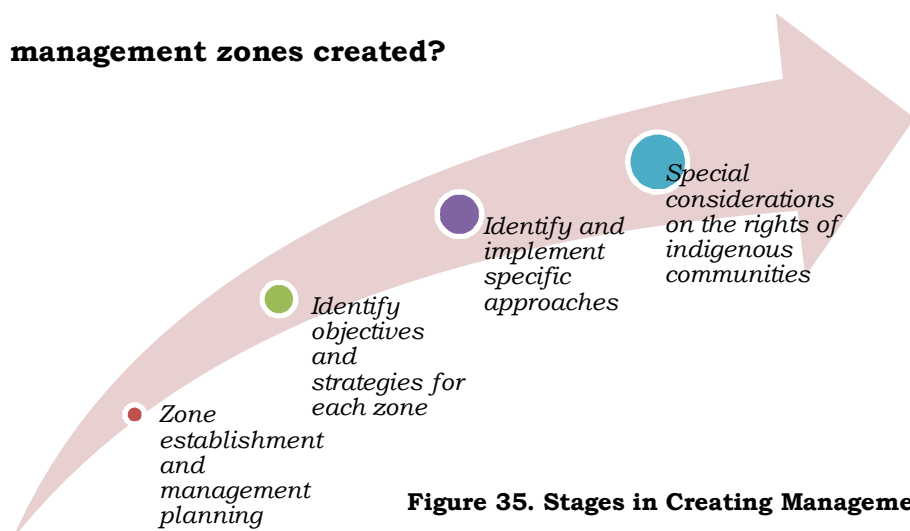 management zones created?
Special
considerations
on the rights of
indigenous
communities
Identify and
implement
specific
approaches
Identify
objectives
and
strategies for
each zone
Zone
establishment
and
management
planning
Figure 35. Stages in Creating Manageme